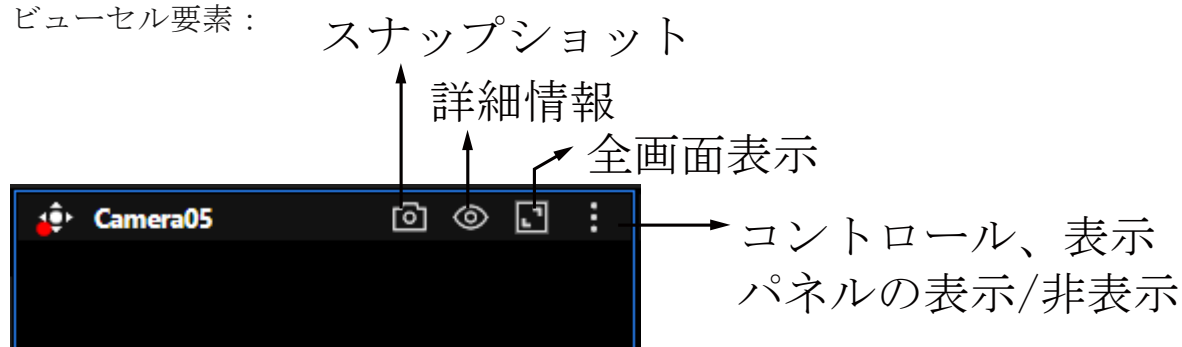 ビューセル要素：
スナップショット
詳細情報
全画面表示
Camera05
コントロール、表示
パネルの表示/非表示